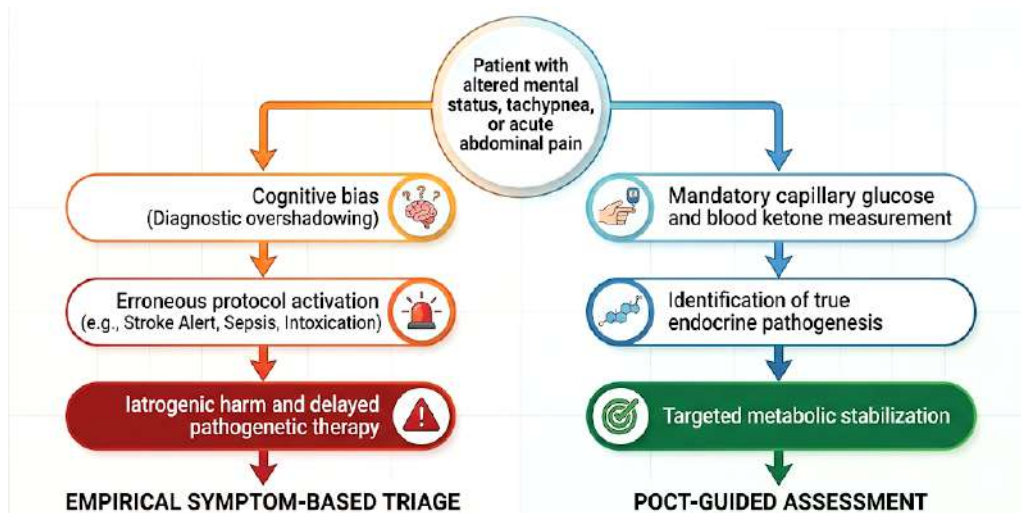 Patient with
altered mental
status, tachypnea,
or acute
abdominal pain
Cognitive bias
(Diagnostic overshadowing)
Erroneous protocol activation
(e.g., Stroke Alert, Sepsis, Intoxication)
Iatrogenic harm and delayed
pathogenetic therapy
EMPIRICAL SYMPTOM-BASED TRIAGE
Mandatory capillary glucose
and blood ketone measurement
Identification of true
endocrine pathogenesis
Targeted metabolic stabilization
POCT-GUIDED ASSESSMENT